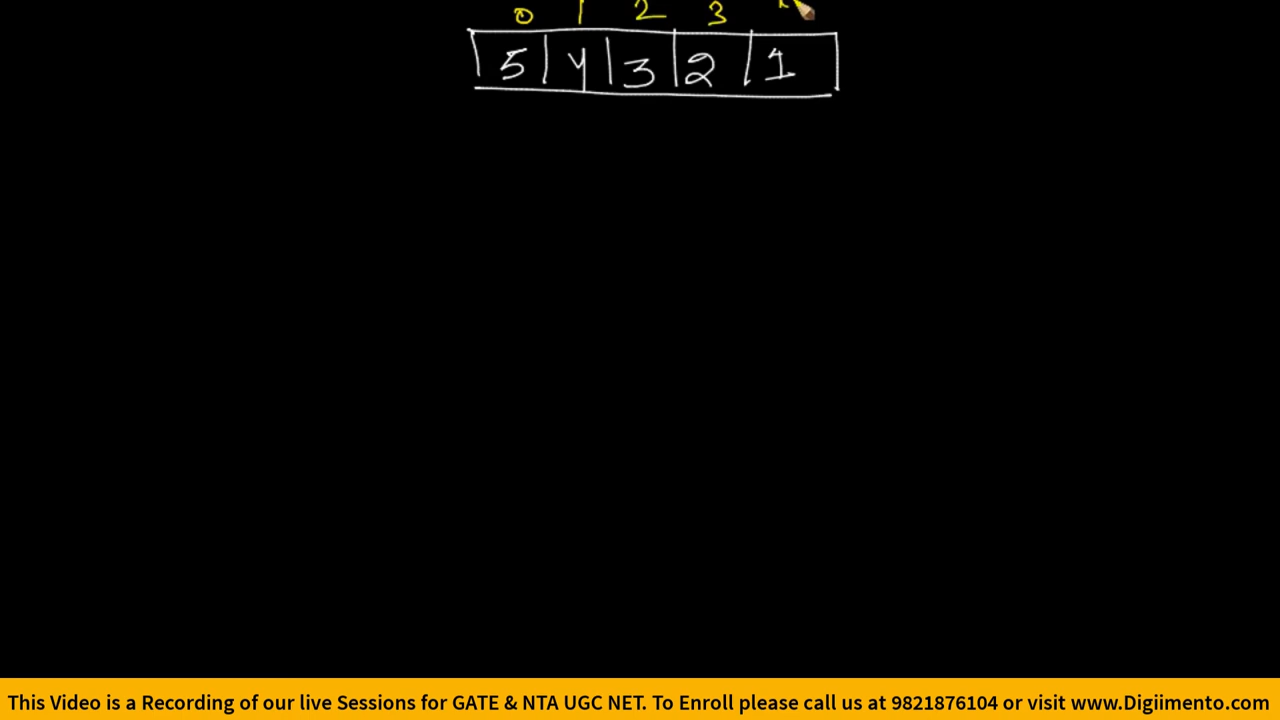 0 1 2 3
5 4 3 2 1
This Video is a Recording of our live Sessions for GATE & NTA UGC NET. To Enroll please call us at 9821876104 or visit www.Digiimento.com